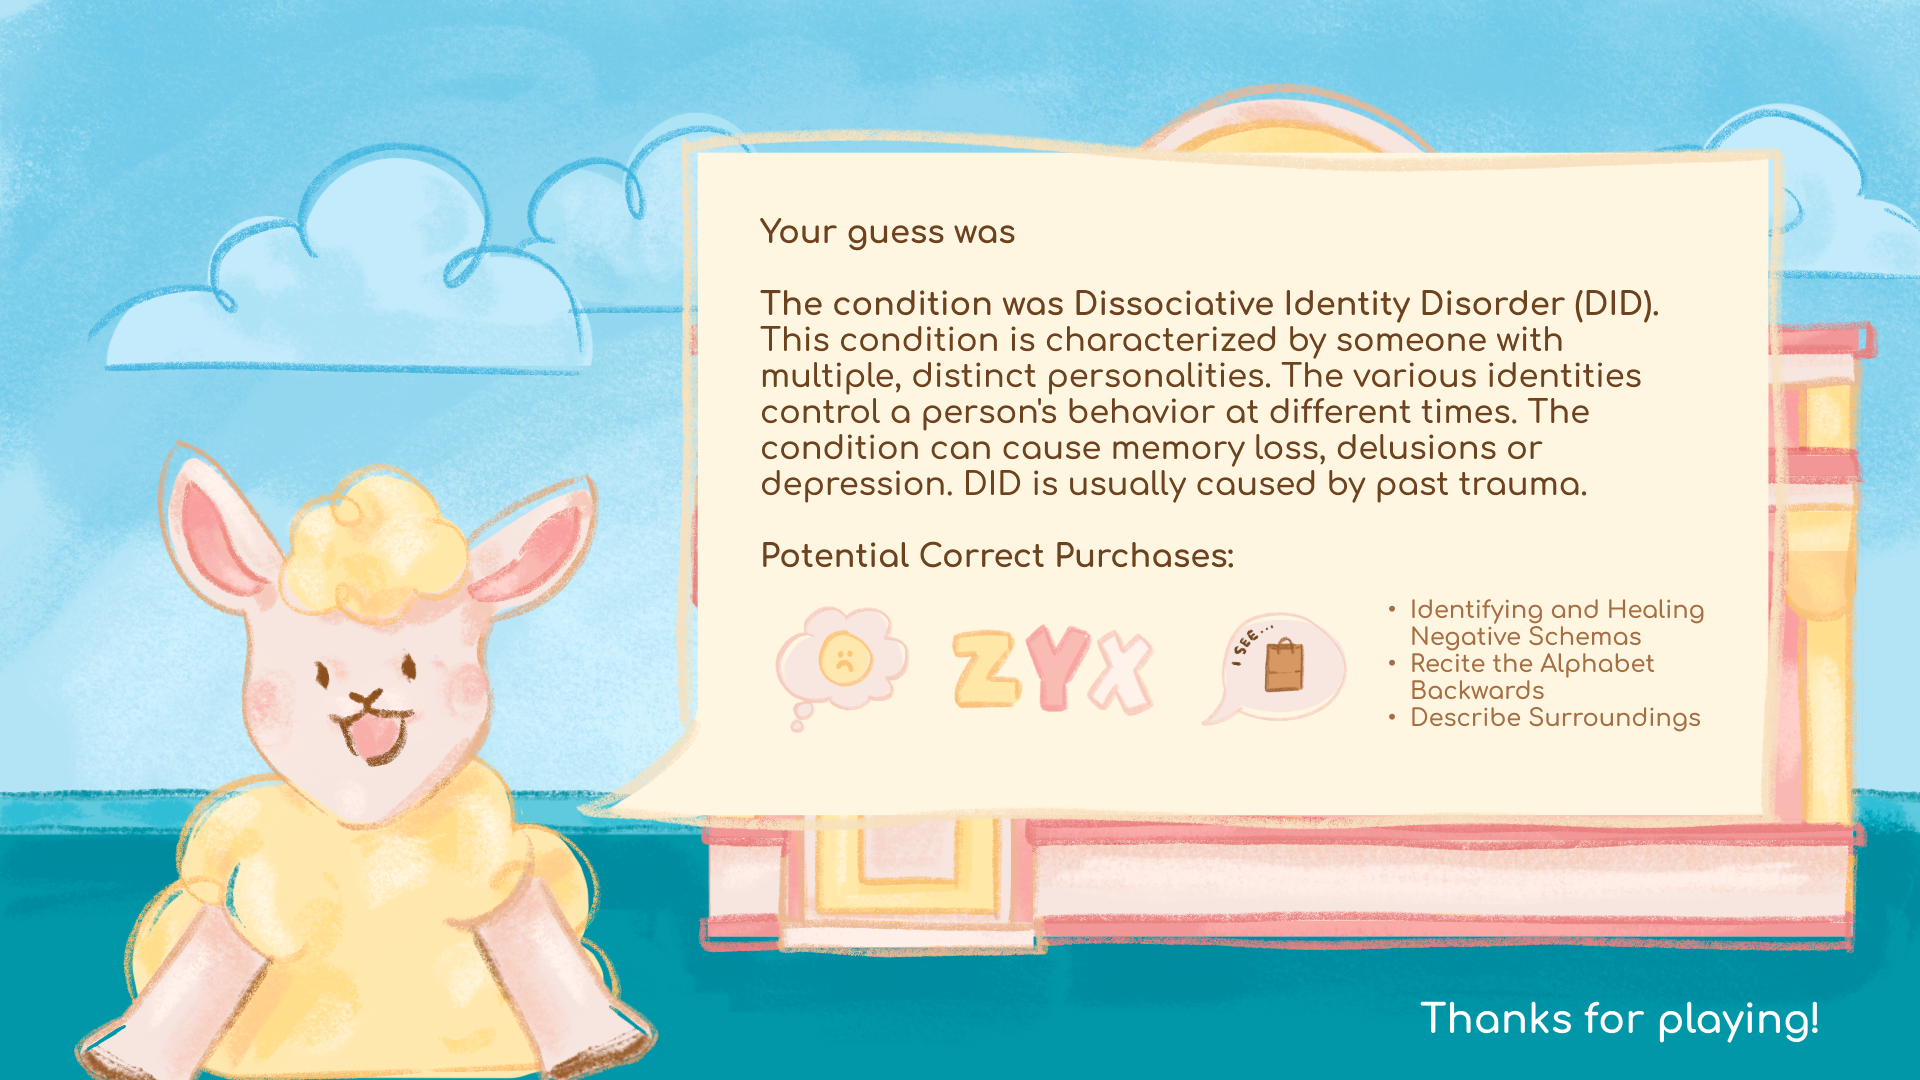 Your guess was
The condition was Dissociative Identity Disorder (DID).
This condition is characterized by someone with
multiple, distinct personalities. The various identities
control a person's behavior at different times. The
condition can cause memory loss, delusions or
depression. DID is usually caused by past trauma.
Potential Correct Purchases:
ZYX
I SEE...
• Identifying and Healing
Negative Schemas
• Recite the Alphabet
Backwards
• Describe Surroundings
Thanks for playing!